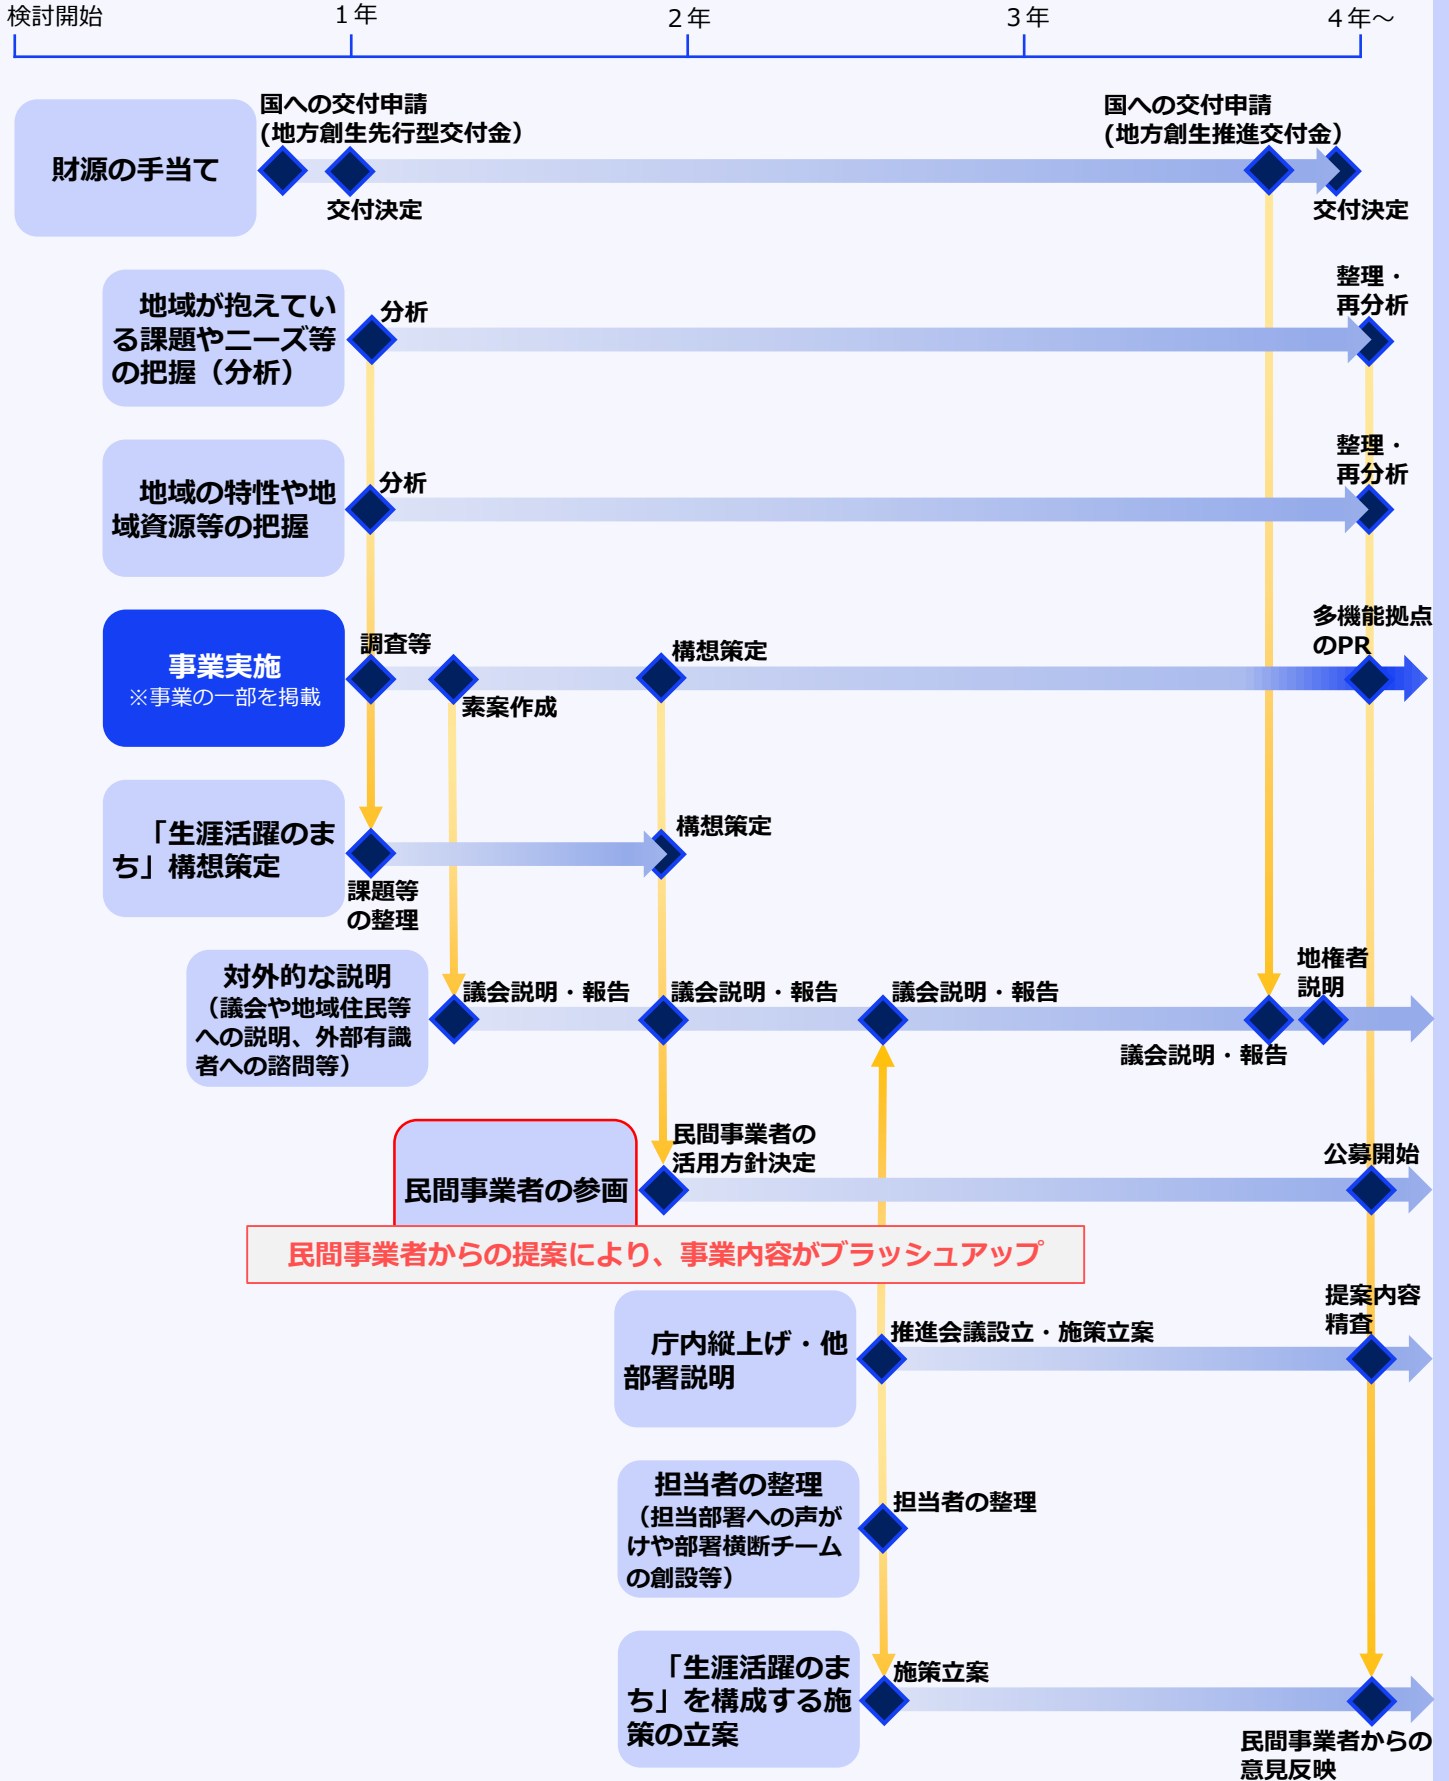 検討開始
１年
２年
３年
４年～
国への交付申請
(地方創生先行型交付金）
国への交付申請
(地方創生推進交付金）
財源の手当て
交付決定
交付決定
地域が抱えてい
る課題やニーズ等
の把握（分析）
分析
整理・
再分析
地域の特性や地
域資源等の把握
分析
整理・
再分析
事業実施
※事業の一部を掲載
調査等
素案作成
構想策定
多機能拠点
のPR
「生涯活躍のま
ち」構想策定
課題等
の整理
構想策定
対外的な説明
（議会や地域住民等
への説明、外部有識
者への諮問等）
議会説明・報告
議会説明・報告
議会説明・報告
議会説明・報告
地権者
説明
民間事業者の参画
民間事業者の
活用方針決定
公募開始
民間事業者からの提案により、事業内容がブラッシュアップ
庁内縦上げ・他
部署説明
推進会議設立・施策立案
提案内容
精査
担当者の整理
（担当部署への声が
けや部署横断チーム
の創設等）
担当者の整理
「生涯活躍のま
ち」を構成する施
策の立案
施策立案
民間事業者からの
意見反映